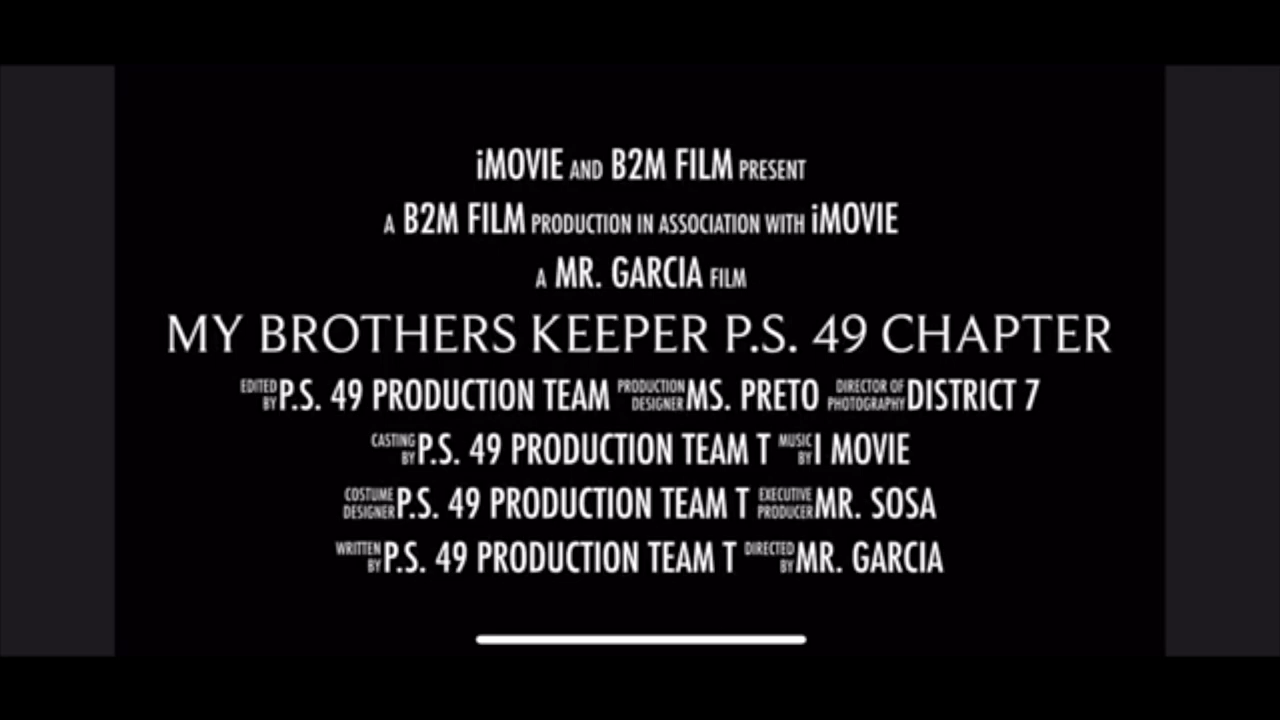 iMOVIE AND B2M FILM PRESENT
A B2M FILM PRODUCTION IN ASSOCIATION WITH iMOVIE
A MR. GARCIA FILM
MY BROTHERS KEEPER P.S. 49 CHAPTER
EDITED BY P.S. 49 PRODUCTION TEAM PRODUCTION DESIGNER MS. PRETO DIRECTOR OF PHOTOGRAPHY DISTRICT 7
CASTING BY P.S. 49 PRODUCTION TEAM T MUSIC BY I MOVIE
COSTUME DESIGNER P.S. 49 PRODUCTION TEAM T EXECUTIVE PRODUCER MR. SOSA
WRITTEN BY P.S. 49 PRODUCTION TEAM T DIRECTED BY MR. GARCIA